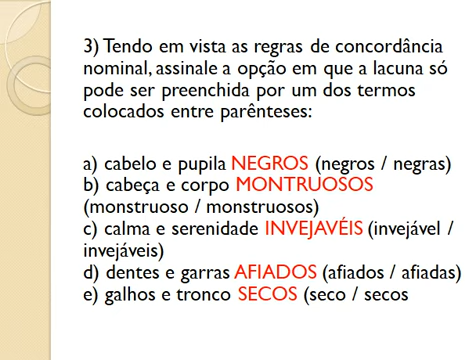 3) Tendo em vista as regras de concordância
nominal, assinale a opção em que a lacuna só
pode ser preenchida por um dos termos
colocados entre parênteses:
a) cabelo e pupila NEGROS (negros / negras)
b) cabeça e corpo MONTRUOSOS
(monstruoso / monstruosos)
c) calma e serenidade INVEJAVÉIS (invejável /
invejáveis)
d) dentes e garras AFIADOS (afiados / afiadas)
e) galhos e tronco SECOS (seco / secos